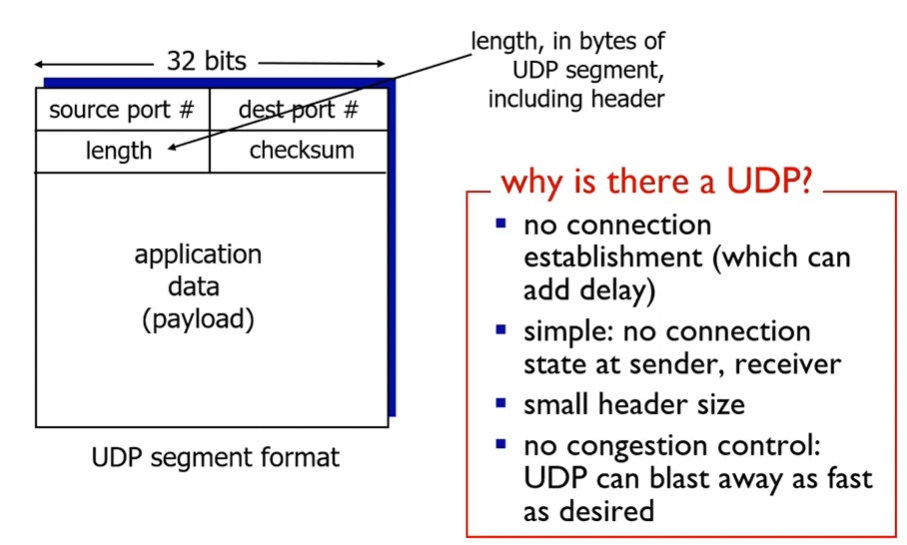 32 bits
source port #
dest port #
length
checksum
application
data
(payload)
UDP segment format
length, in bytes of
UDP segment,
including header
why is there a UDP?
▪ no connection
establishment (which can
add delay)
▪ simple: no connection
state at sender, receiver
▪ small header size
▪ no congestion control:
UDP can blast away as fast
as desired